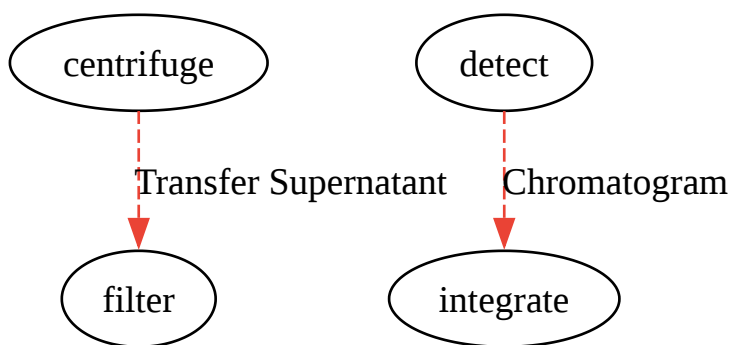 centrifuge
detect
Transfer Supernatant
Chromatogram
filter
integrate